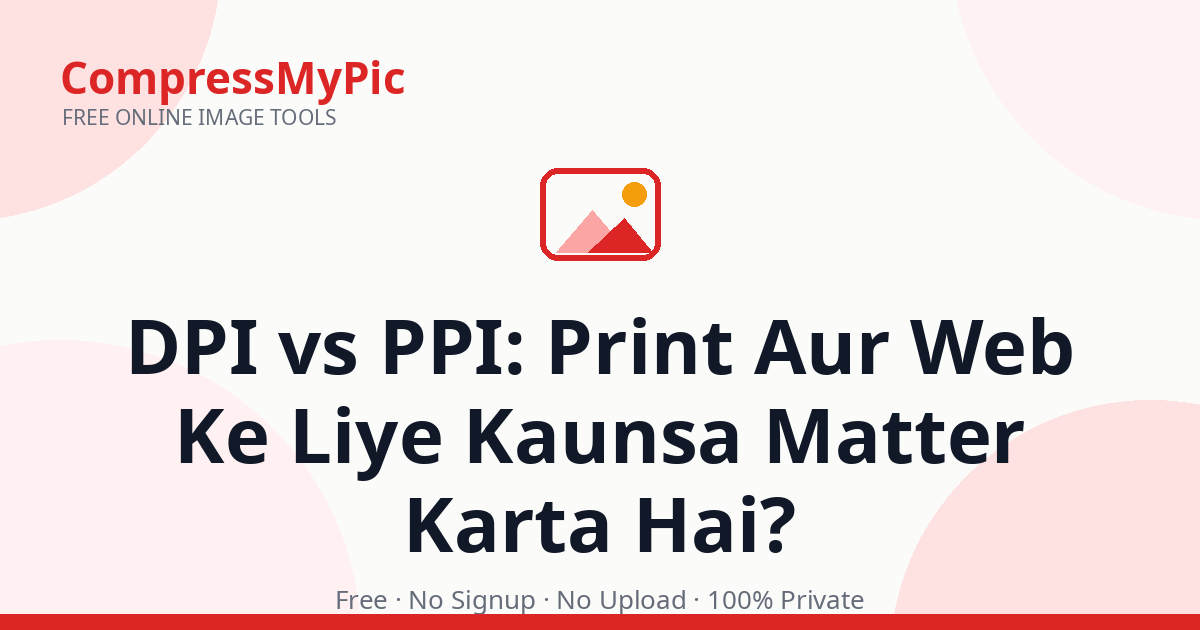 CompressMyPic
FREE ONLINE IMAGE TOOLS
DPI vs PPI: Print Aur Web
Ke Liye Kaunsa Matter
Karta Hai?
Free · No Signup · No Upload · 100% Private